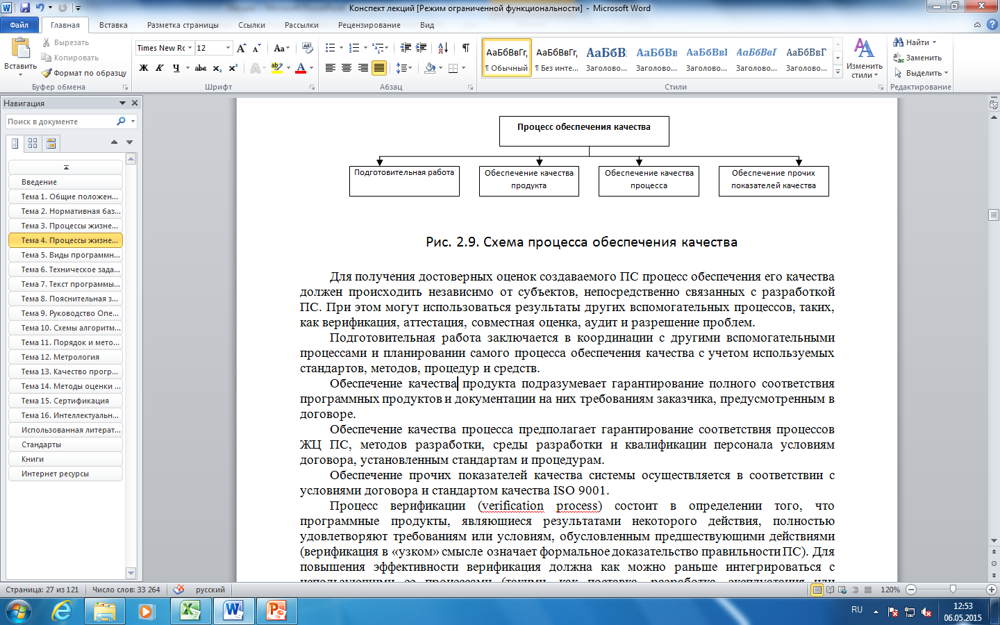 Конспект лекций [Режим ограниченной функциональности] - Microsoft Word
Файл
Главная
Вставка
Разметка страницы
Ссылки
Рассылки
Рецензирование
Вид
Вставить
Вырезать
Копировать
Формат по образцу
Буфер обмена
Times New Rc
12
Aa
Ж К Ч abc x₂ x²
Шрифт
Абзац
АаБбВвГг, АаБбВвГг, АаБбВ АаБбВв АаБбВвІ АаБбВвІ АаБбВвГ
¶ Обычный ¶ Без инте... Заголово... Заголово... Заголово... Заголово... Заголово...
Стили
Изменить
стили
Найти
Заменить
Выделить
Редактирование
Навигация
Поиск в документе
Введение
Тема 1. Общие положен...
Тема 2. Нормативная баз...
Тема 3. Процессы жизне...
Тема 4. Процессы жизне...
Тема 5. Виды программн...
Тема 6. Техническое зада...
Тема 7. Текст программы...
Тема 8. Пояснительная з...
Тема 9. Руководство Опе...
Тема 10. Схемы алгоритм...
Тема 11. Порядок и мето...
Тема 12. Метрология
Тема 13. Качество прогр...
Тема 14. Методы оценки ...
Тема 15. Сертификация
Тема 16. Интеллектуальн...
Использованная литерат...
Стандарты
Книги
Интернет ресурсы
Процесс обеспечения качества
Подготовительная работа
Обеспечение качества
продукта
Обеспечение качества
процесса
Обеспечение прочих
показателей качества
Рис. 2.9. Схема процесса обеспечения качества
Для получения достоверных оценок создаваемого ПС процесс обеспечения его качества
должен происходить независимо от субъектов, непосредственно связанных с разработкой
ПС. При этом могут использоваться результаты других вспомогательных процессов, таких,
как верификация, аттестация, совместная оценка, аудит и разрешение проблем.
Подготовительная работа заключается в координации с другими вспомогательными
процессами и планировании самого процесса обеспечения качества с учетом используемых
стандартов, методов, процедур и средств.
Обеспечение качества продукта подразумевает гарантирование полного соответствия
программных продуктов и документации на них требованиям заказчика, предусмотренным в
договоре.
Обеспечение качества процесса предполагает гарантирование соответствия процессов
ЖЦ ПС, методов разработки, среды разработки и квалификации персонала условиям
договора, установленным стандартам и процедурам.
Обеспечение прочих показателей качества системы осуществляется в соответствии с
условиями договора и стандартом качества ISO 9001.
Процесс верификации (verification process) состоит в определении того, что
программные продукты, являющиеся результатами некоторого действия, полностью
удовлетворяют требованиям или условиям, обусловленным предшествующими действиями
(верификация в «узком» смысле означает формальное доказательство правильности ПС). Для
повышения эффективности верификация должна как можно раньше интегрироваться с
использующими ее процессами (такими, как поставка, разработка, эксплуатация или
Страница: 27 из 121
Число слов: 33 264
русский
120%
RU
12:53
06.05.2015